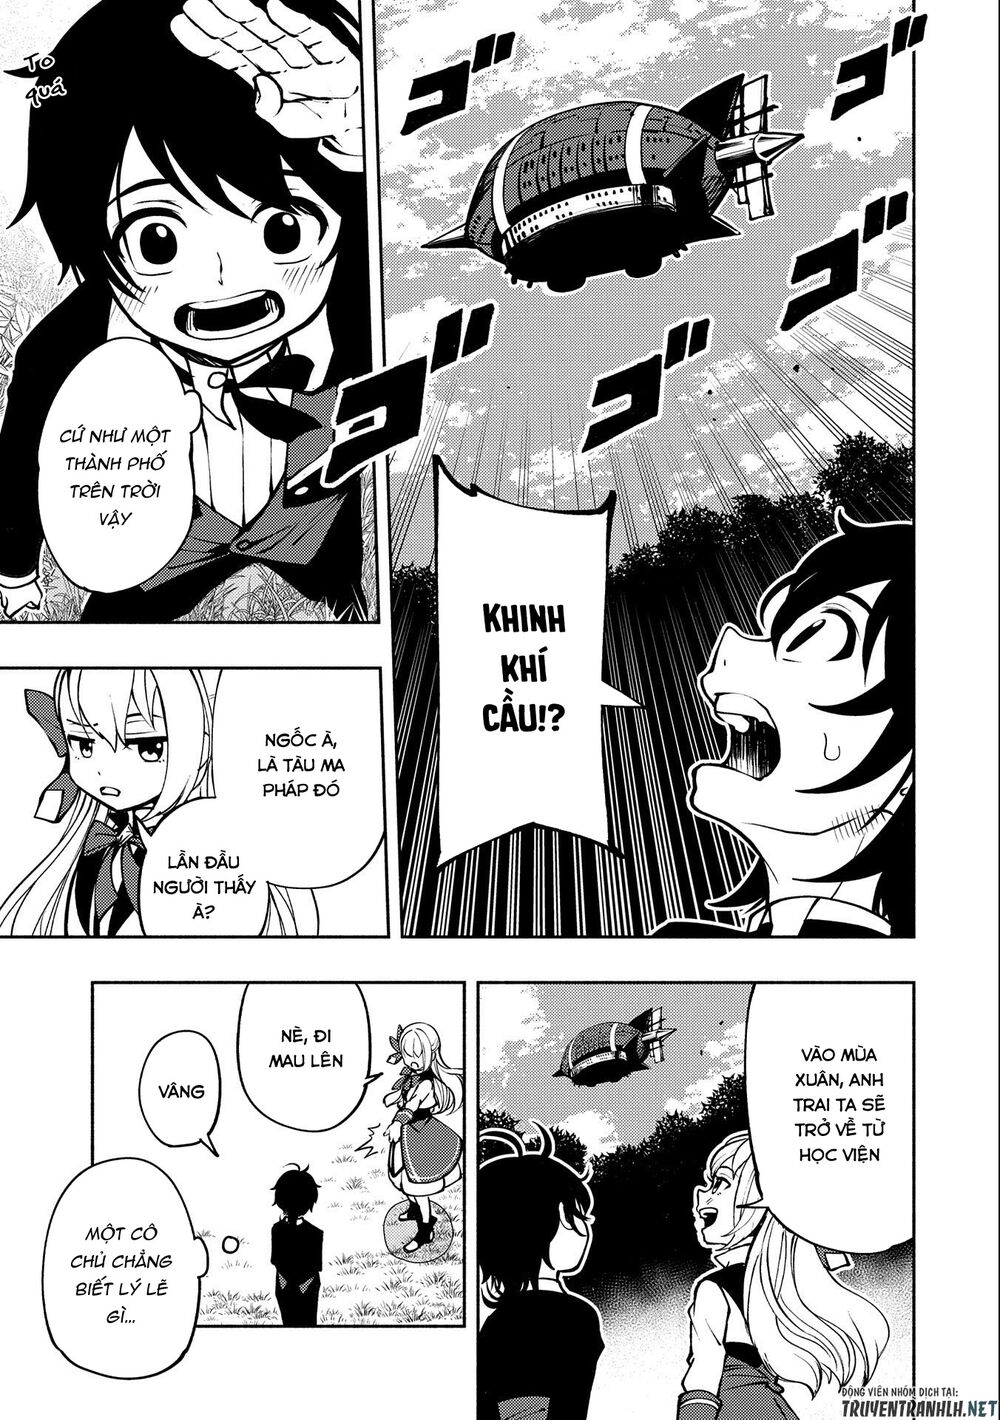 ゴ
ゴ
ゴ
ゴ
ゴ
ゴ
KHINH
KHÍ
CẦU!?
To
quá
CỨ NHƯ MỘT
THÀNH PHỐ
TRÊN TRỜI
VẬY
NGỐC À,
LÀ TÀU MA
PHÁP ĐÓ
LẦN ĐẦU
NGƯƠI THẤY
À?
VÀO MÙA
XUÂN, ANH
TRAI TA SẼ
TRỞ VỀ TỪ
HỌC VIỆN
NÈ, ĐI
MAU LÊN
VÂNG
MỘT CÔ
CHỦ CHẲNG
BIẾT LÝ LẼ
GÌ...
ĐỘNG VIÊN NHÓM DỊCH TẠI:
TRUYENTRANHLH.NET